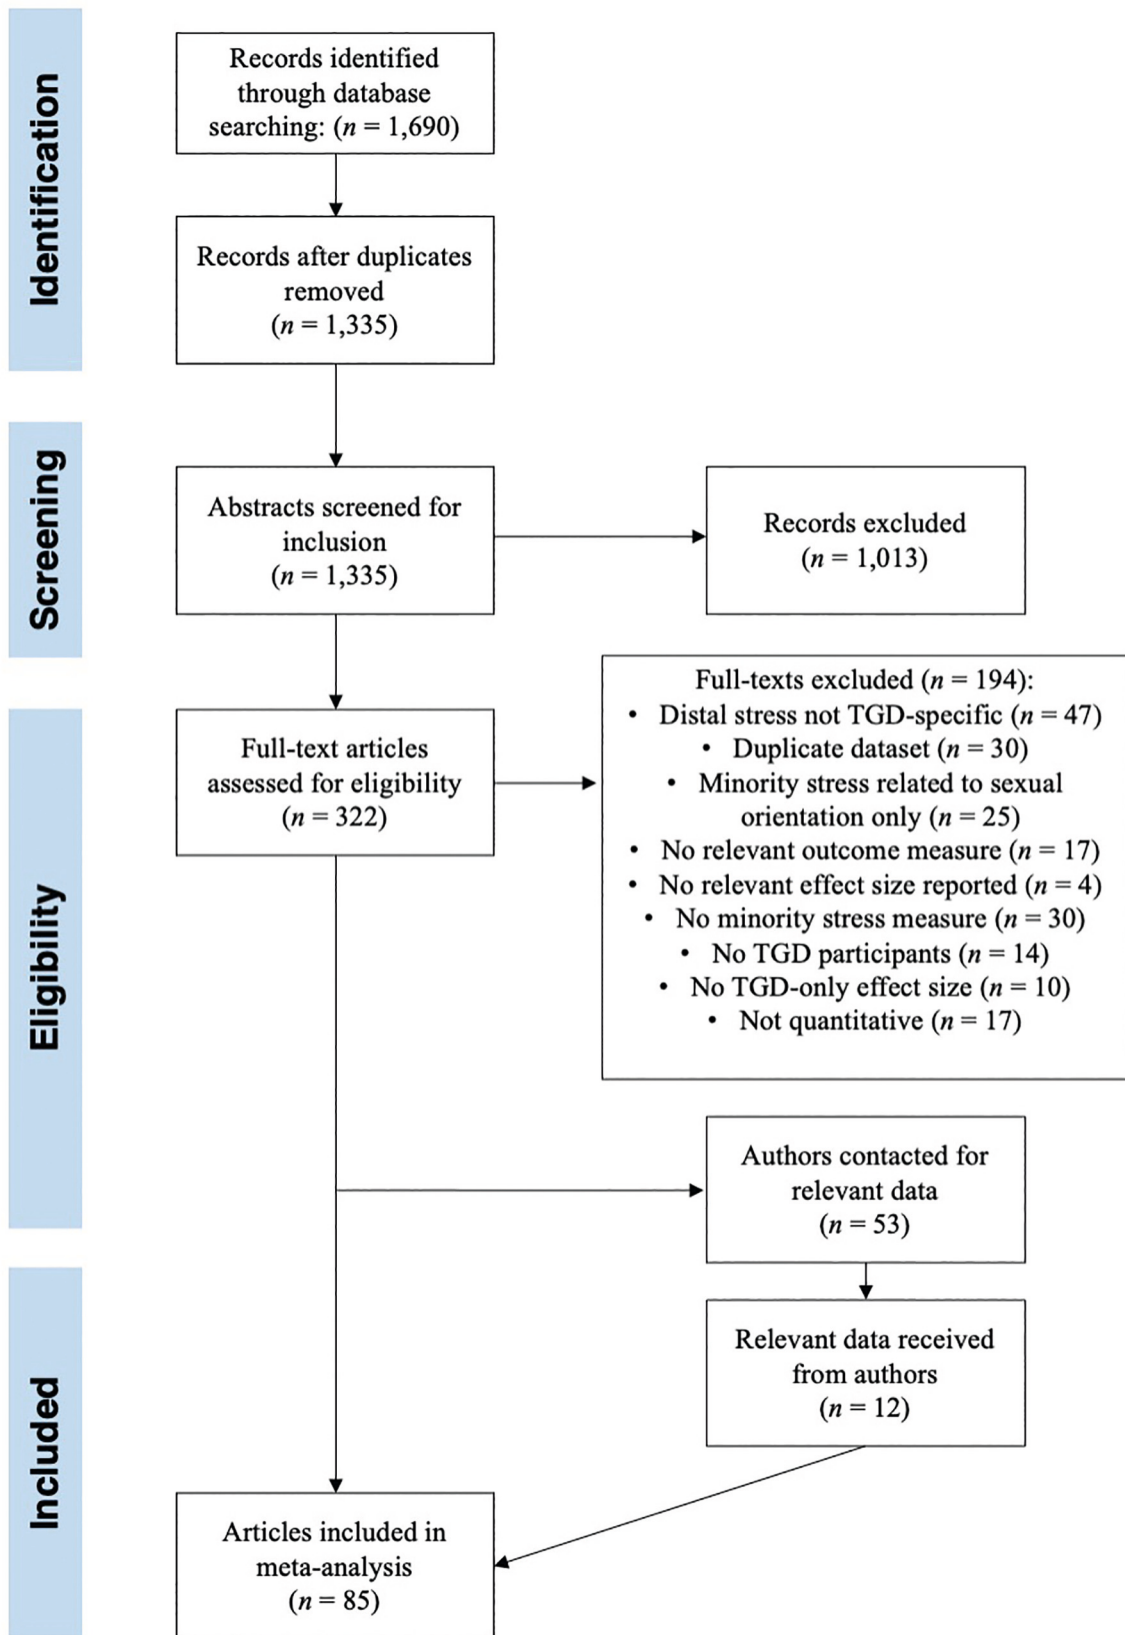 Identification
Records identified
through database
searching: (n = 1,690)
Records after duplicates
removed
(n = 1,335)
Screening
Abstracts screened for
inclusion
(n = 1,335)
Records excluded
(n = 1,013)
Eligibility
Full-text articles
assessed for eligibility
(n = 322)
Full-texts excluded (n = 194):
• Distal stress not TGD-specific (n = 47)
• Duplicate dataset (n = 30)
• Minority stress related to sexual
orientation only (n = 25)
• No relevant outcome measure (n = 17)
• No relevant effect size reported (n = 4)
• No minority stress measure (n = 30)
• No TGD participants (n = 14)
• No TGD-only effect size (n = 10)
• Not quantitative (n = 17)
Authors contacted for
relevant data
(n = 53)
Included
Relevant data received
from authors
(n = 12)
Articles included in
meta-analysis
(n = 85)